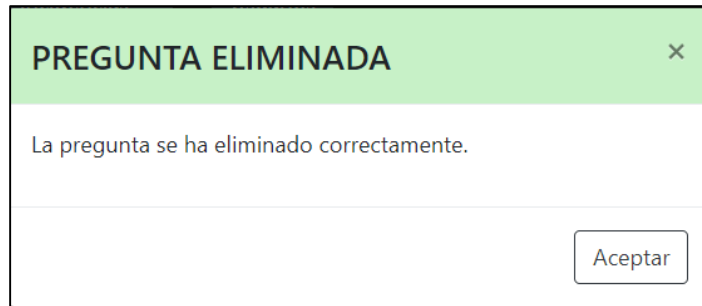 PREGUNTA ELIMINADA
×
La pregunta se ha eliminado correctamente.
Aceptar